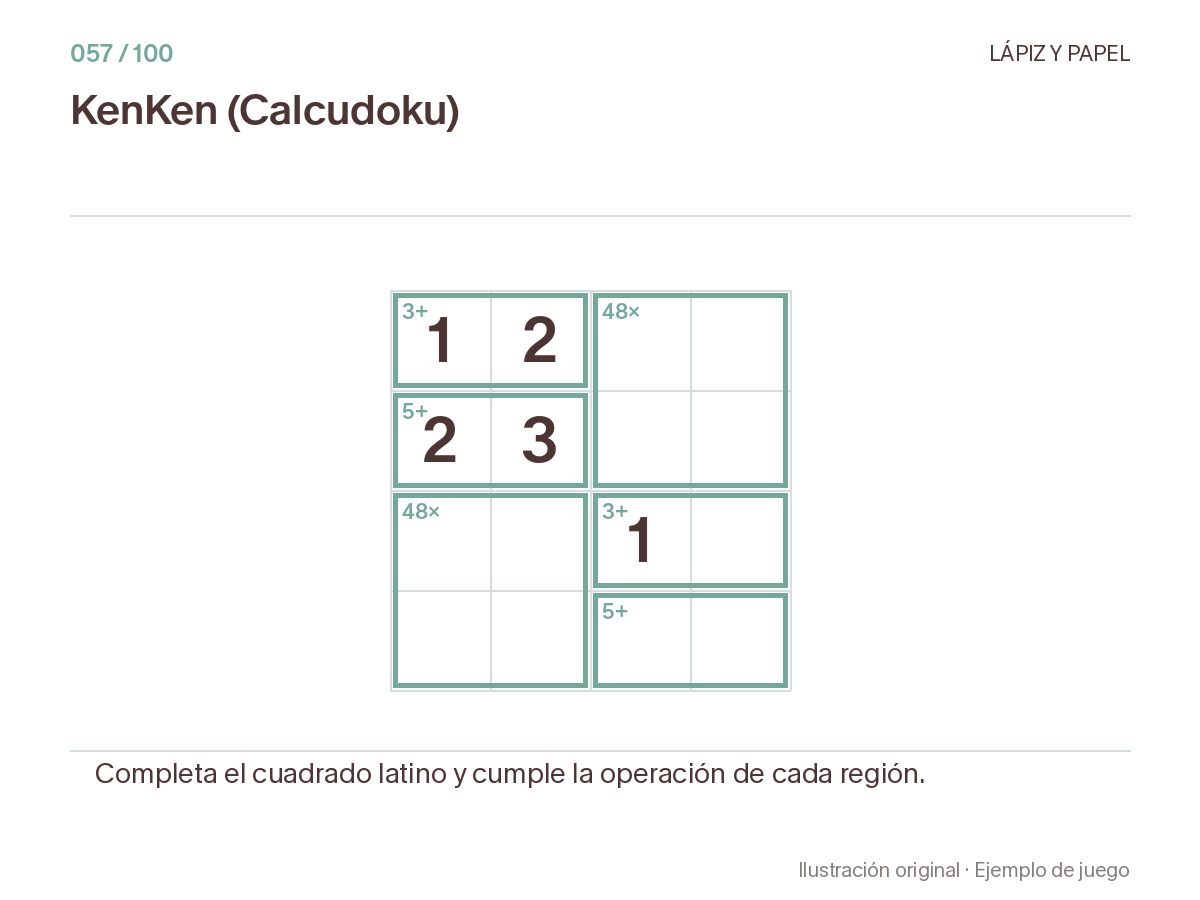 057 / 100
LÁPIZ Y PAPEL
KenKen (Calcudoku)
3+ 1 2 48×
5+ 2 3
48× 3+ 1
5+
Completa el cuadrado latino y cumple la operación de cada región.
Ilustración original · Ejemplo de juego